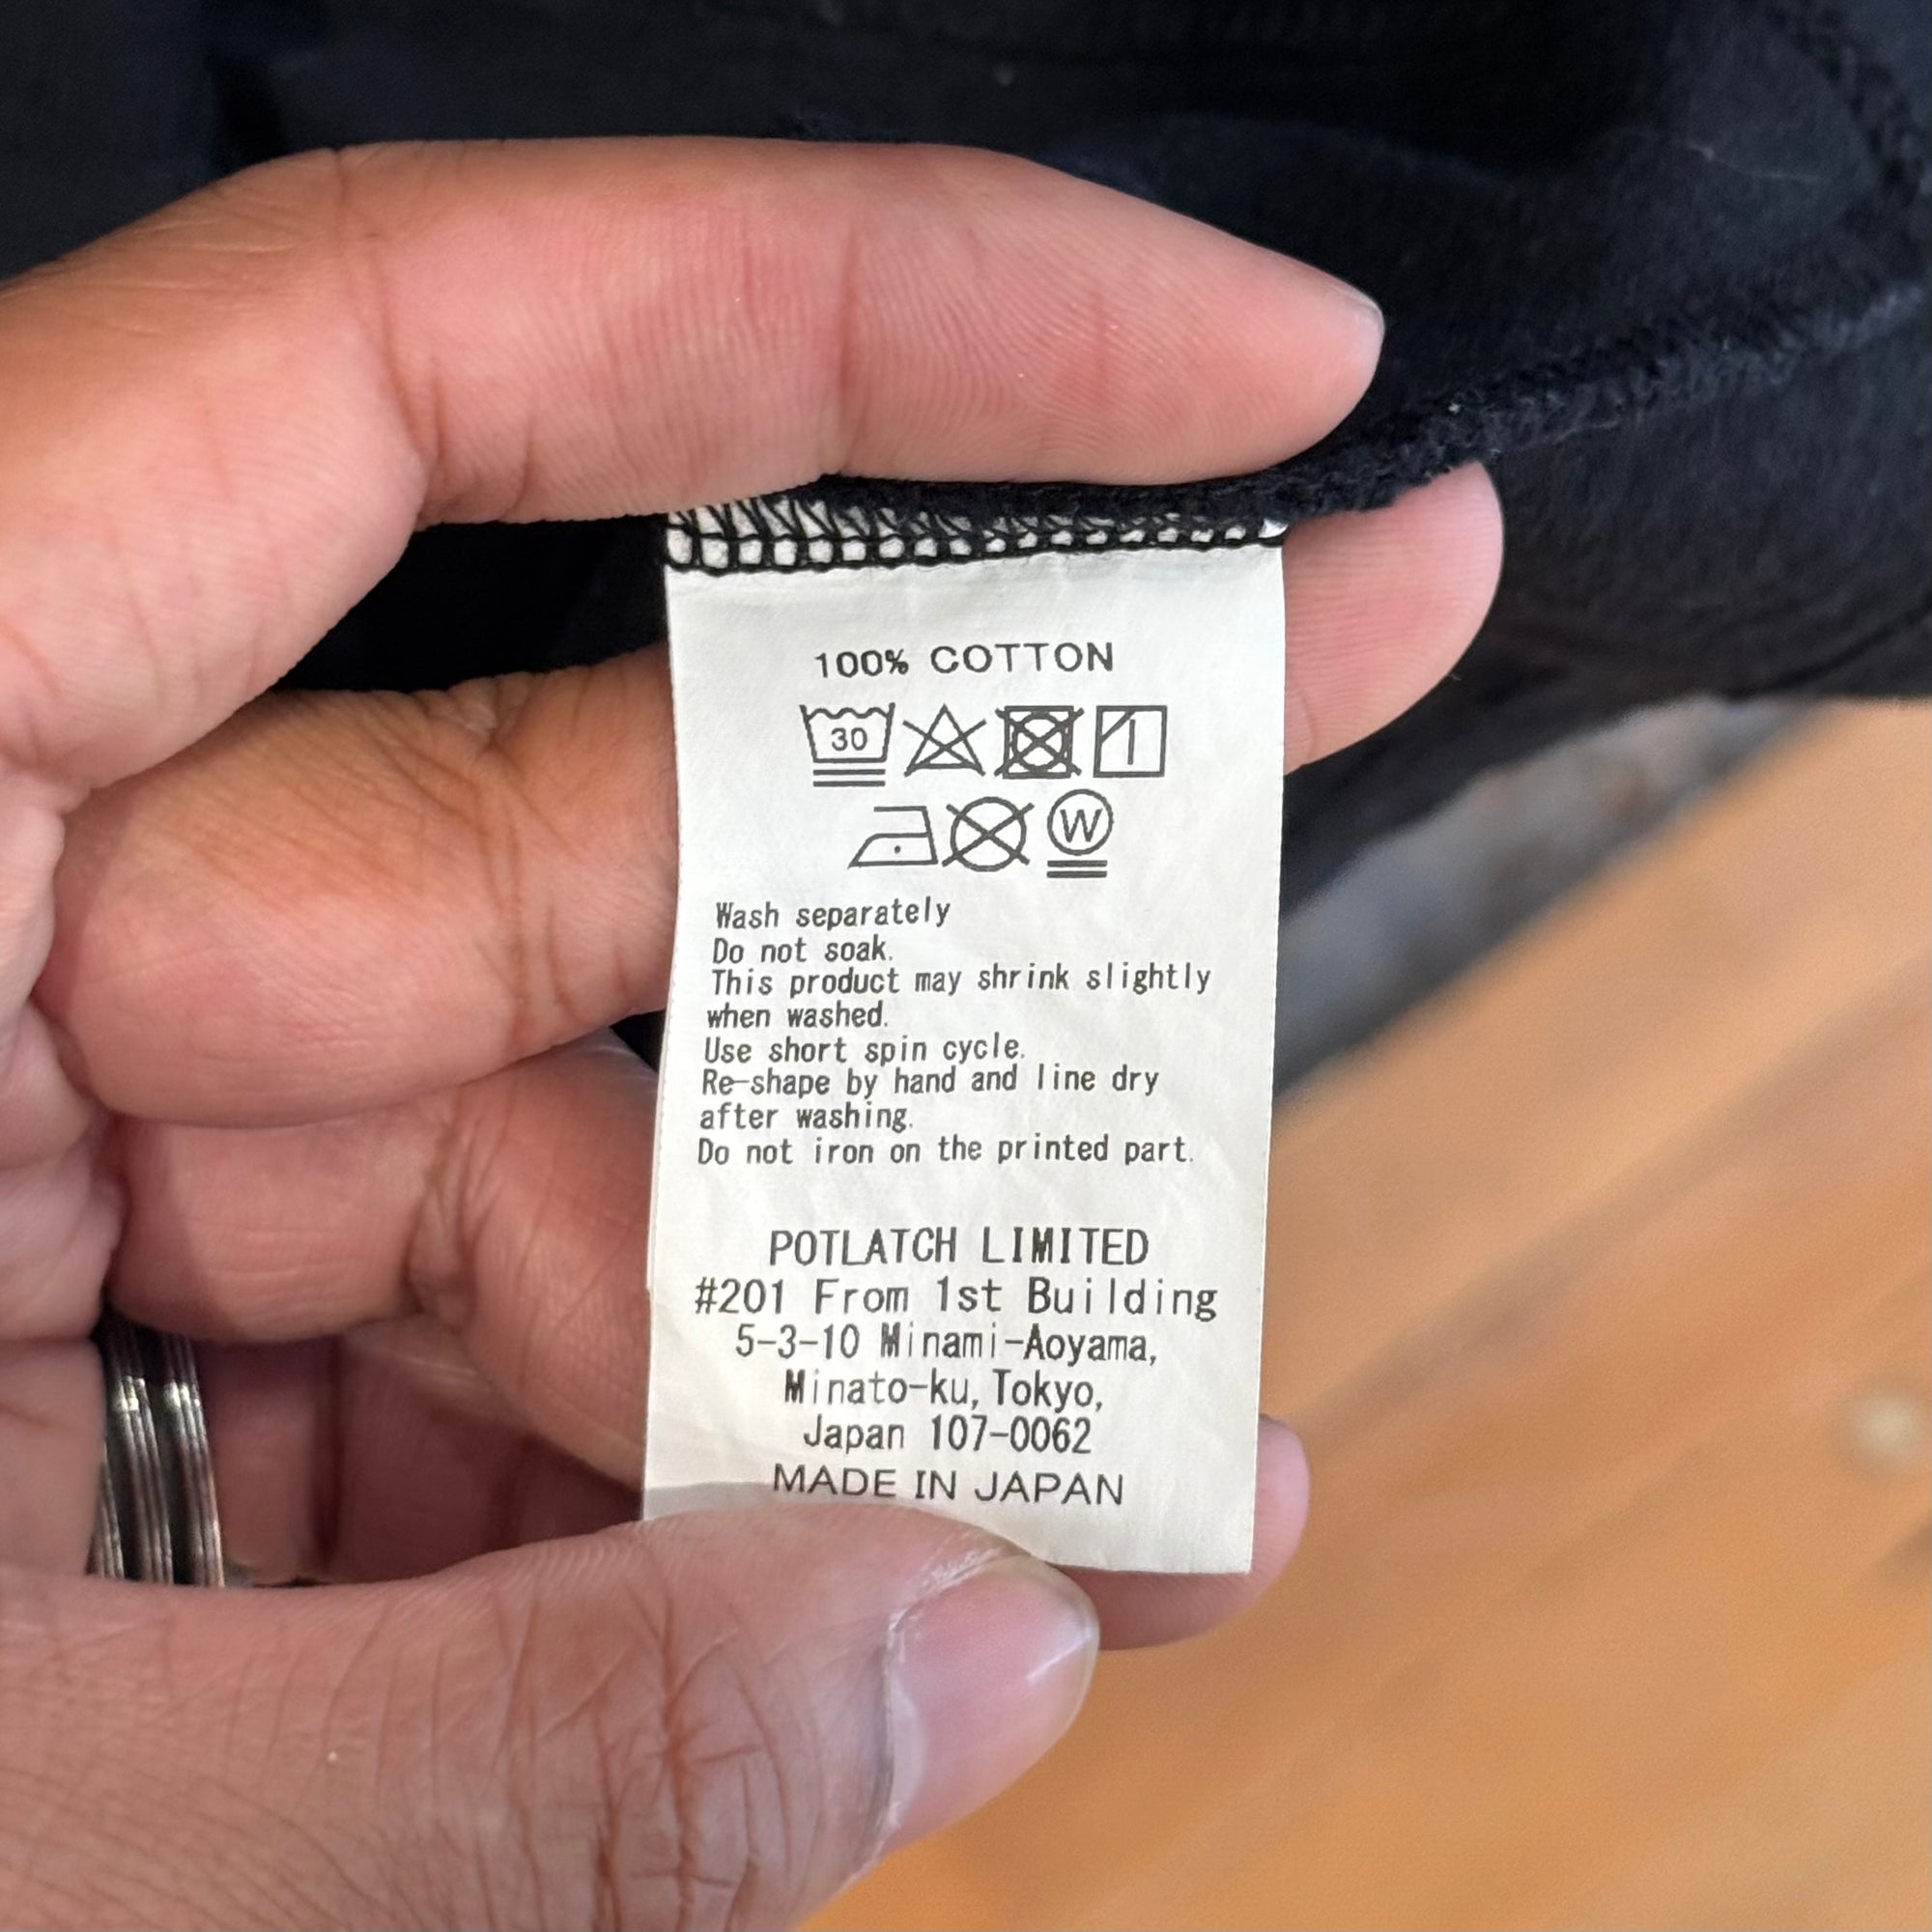 100% COTTON
30
W
Wash separately
Do not soak.
This product may shrink slightly
when washed.
Use short spin cycle.
Re-shape by hand and line dry
after washing.
Do not iron on the printed part.
POTLATCH LIMITED
#201 From 1st Building
5-3-10 Minami-Aoyama,
Minato-ku, Tokyo,
Japan 107-0062
MADE IN JAPAN